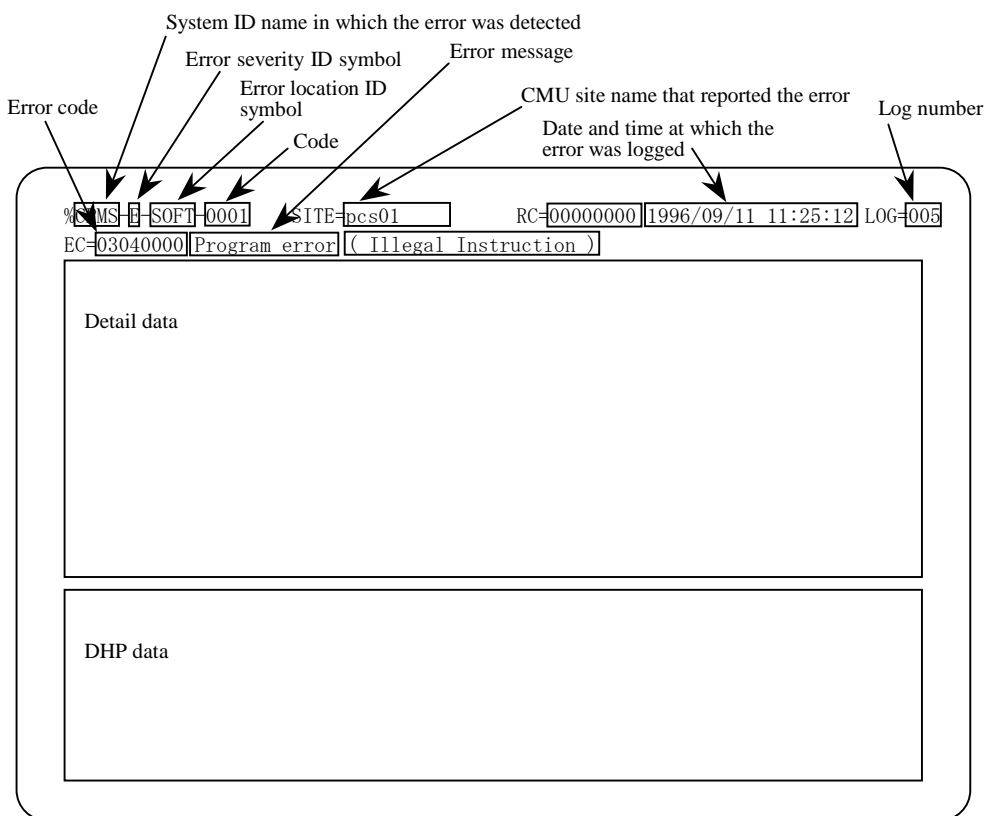 System ID name in which the error was detected
Error severity ID symbol
Error message
Error location ID
symbol
CMU site name that reported the error
Error code
Code
Date and time at which the
error was logged
Log number
%CPMS-E-SOFT-0001 SITE=pcs01 RC=00000000 1996/09/11 11:25:12 LOG=005
EC=03040000 Program error ( Illegal Instruction )
Detail data
DHP data